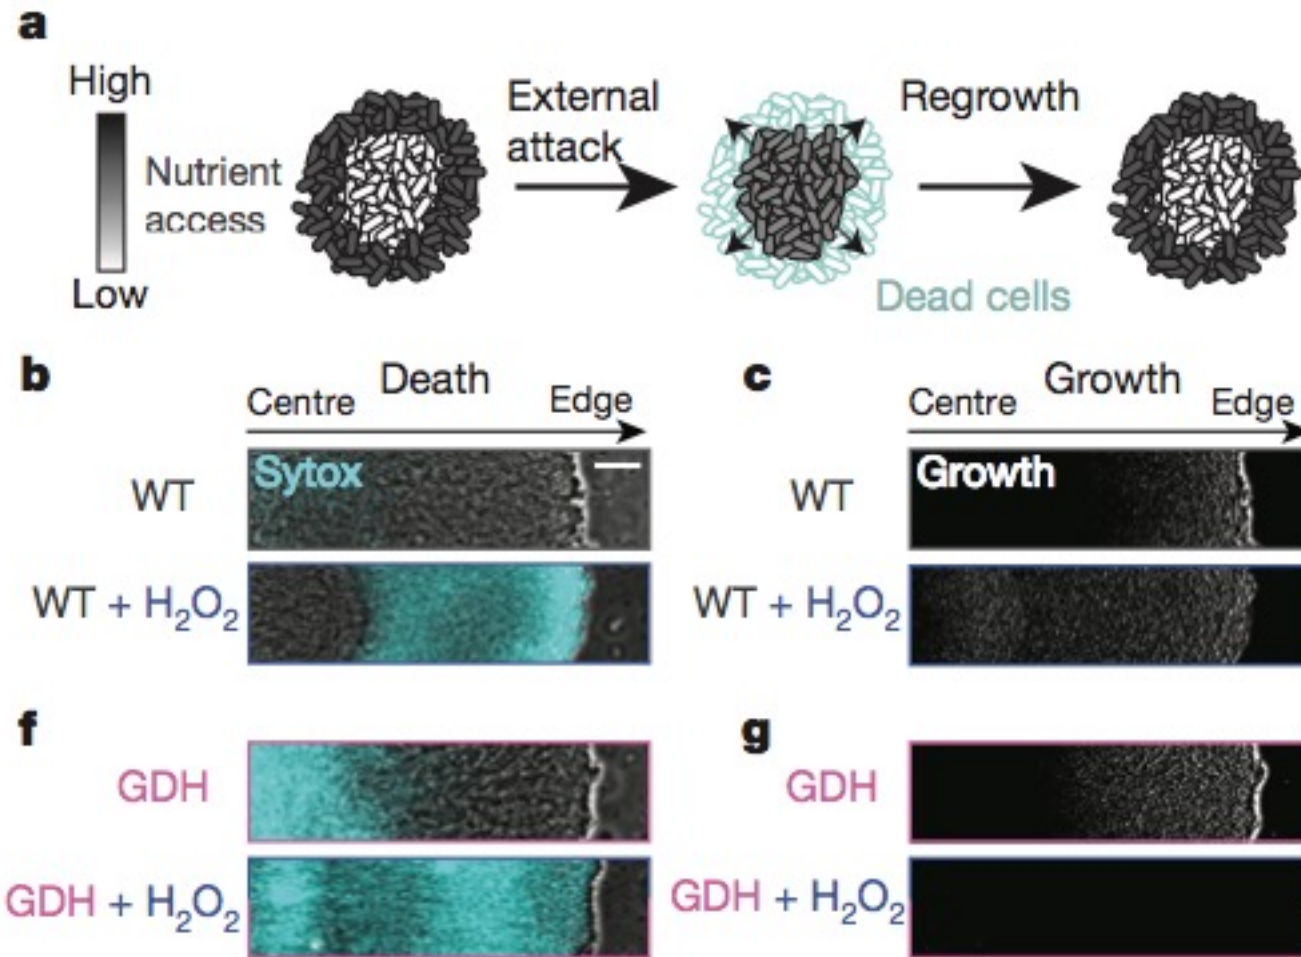 a
High
Nutrient
access
Low
External
attack
Regrowth
Dead cells
b
Death
Centre
Edge
Sytox
WT
WT + H₂O₂
c
Growth
Centre
Edge
Growth
WT
WT + H₂O₂
f
GDH
GDH + H₂O₂
g
GDH
GDH + H₂O₂